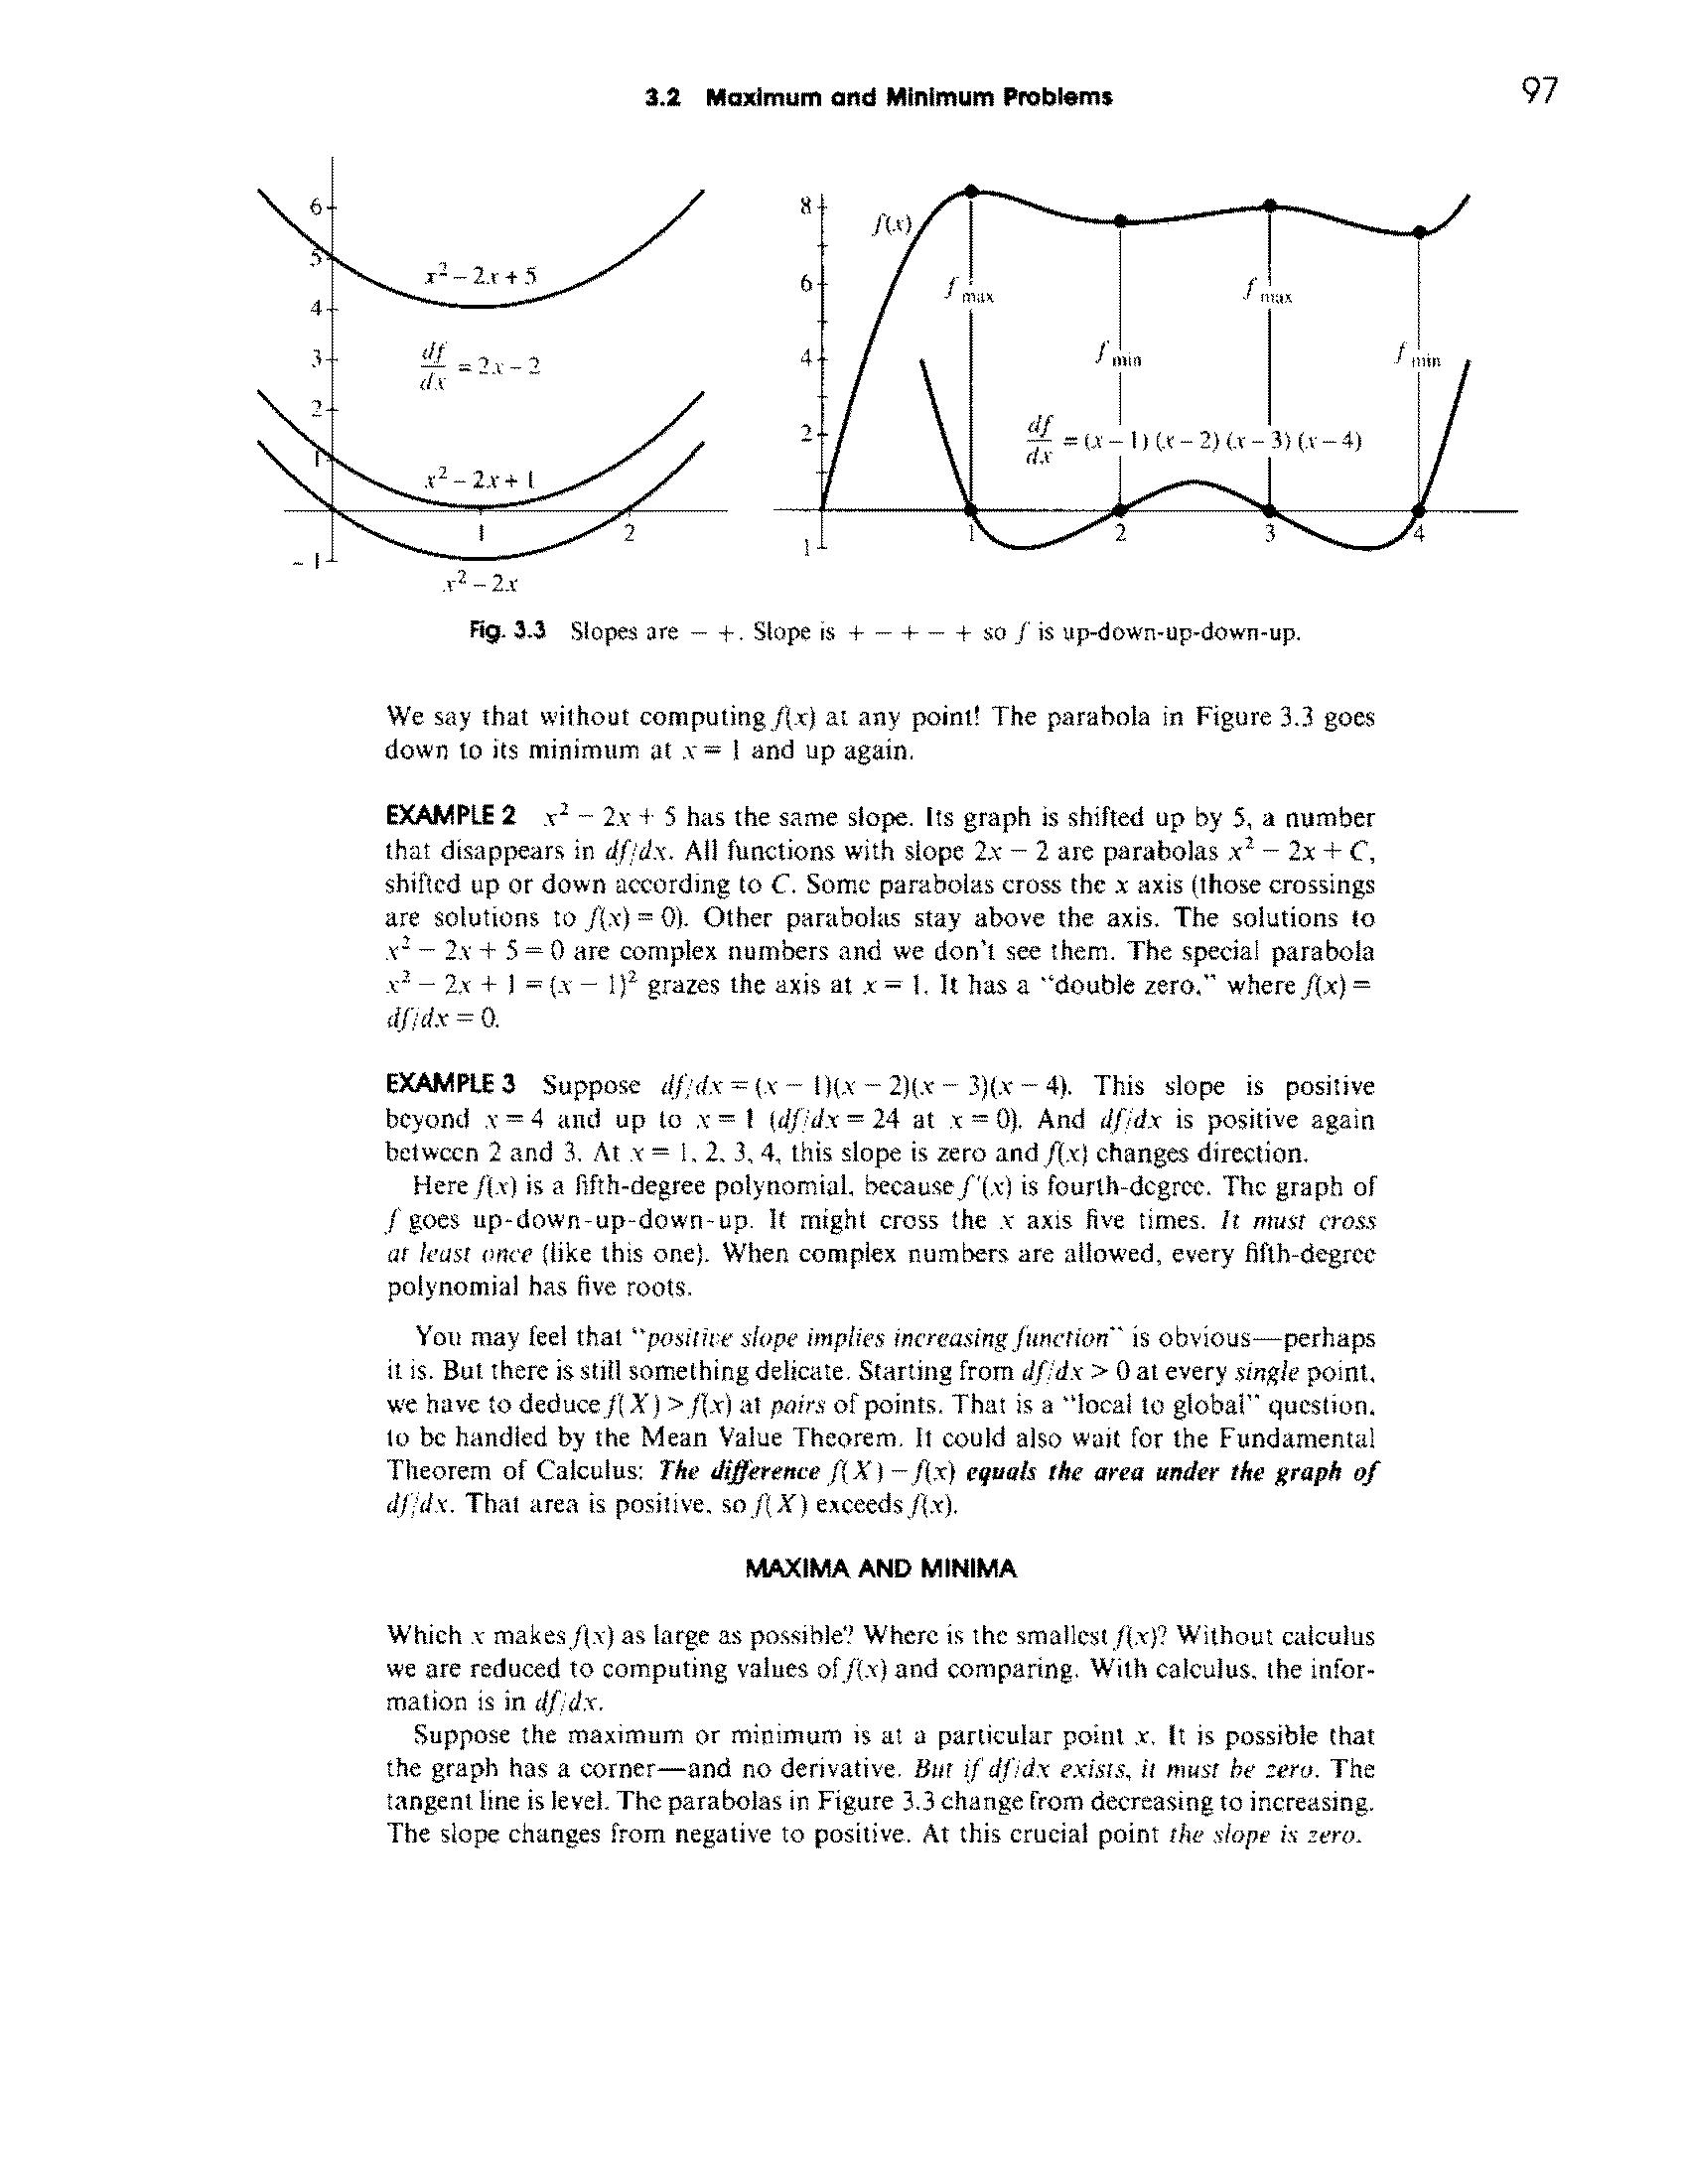 3.2 Maximum and Minimum Problems 97
6
5
4
3
2
1
- 1
x² – 2x + 5
df/dx = 2x – 2
x² – 2x + 1
1 2
x² – 2x
8
6
4
2
1
f(x)
f max
f max
f min
f min
df/dx = (x – 1) (x – 2) (x – 3) (x – 4)
1 2 3 4
Fig. 3.3 Slopes are – +. Slope is + – + – + so f is up-down-up-down-up.
We say that without computing f(x) at any point! The parabola in Figure 3.3 goes
down to its minimum at x = 1 and up again.
EXAMPLE 2 x² – 2x + 5 has the same slope. Its graph is shifted up by 5, a number
that disappears in df/dx. All functions with slope 2x – 2 are parabolas x² – 2x + C,
shifted up or down according to C. Some parabolas cross the x axis (those crossings
are solutions to f(x) = 0). Other parabolas stay above the axis. The solutions to
x² – 2x + 5 = 0 are complex numbers and we don't see them. The special parabola
x² – 2x + 1 = (x – 1)² grazes the axis at x = 1. It has a "double zero," where f(x) =
df/dx = 0.
EXAMPLE 3 Suppose df/dx = (x – 1)(x – 2)(x – 3)(x – 4). This slope is positive
beyond x = 4 and up to x = 1 (df/dx = 24 at x = 0). And df/dx is positive again
between 2 and 3. At x = 1, 2, 3, 4, this slope is zero and f(x) changes direction.
Here f(x) is a fifth-degree polynomial, because f'(x) is fourth-degree. The graph of
f goes up-down-up-down-up. It might cross the x axis five times. It must cross
at least once (like this one). When complex numbers are allowed, every fifth-degree
polynomial has five roots.
You may feel that "positive slope implies increasing function" is obvious—perhaps
it is. But there is still something delicate. Starting from df/dx > 0 at every single point,
we have to deduce f(X) > f(x) at pairs of points. That is a "local to global" question,
to be handled by the Mean Value Theorem. It could also wait for the Fundamental
Theorem of Calculus: The difference f(X) – f(x) equals the area under the graph of
df/dx. That area is positive, so f(X) exceeds f(x).
MAXIMA AND MINIMA
Which x makes f(x) as large as possible? Where is the smallest f(x)? Without calculus
we are reduced to computing values of f(x) and comparing. With calculus, the infor-
mation is in df/dx.
Suppose the maximum or minimum is at a particular point x. It is possible that
the graph has a corner—and no derivative. But if df/dx exists, it must be zero. The
tangent line is level. The parabolas in Figure 3.3 change from decreasing to increasing.
The slope changes from negative to positive. At this crucial point the slope is zero.